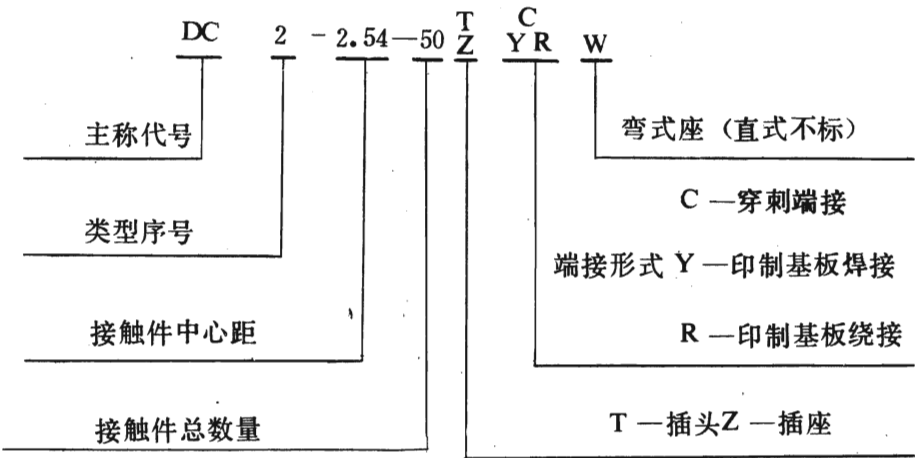 T C
DC 2 - 2.54—50 Z Y R W
主称代号
弯式座（直式不标）
C —穿刺端接
类型序号
端接形式 Y —印制基板焊接
接触件中心距
R —印制基板绕接
接触件总数量
T —插头Z —插座